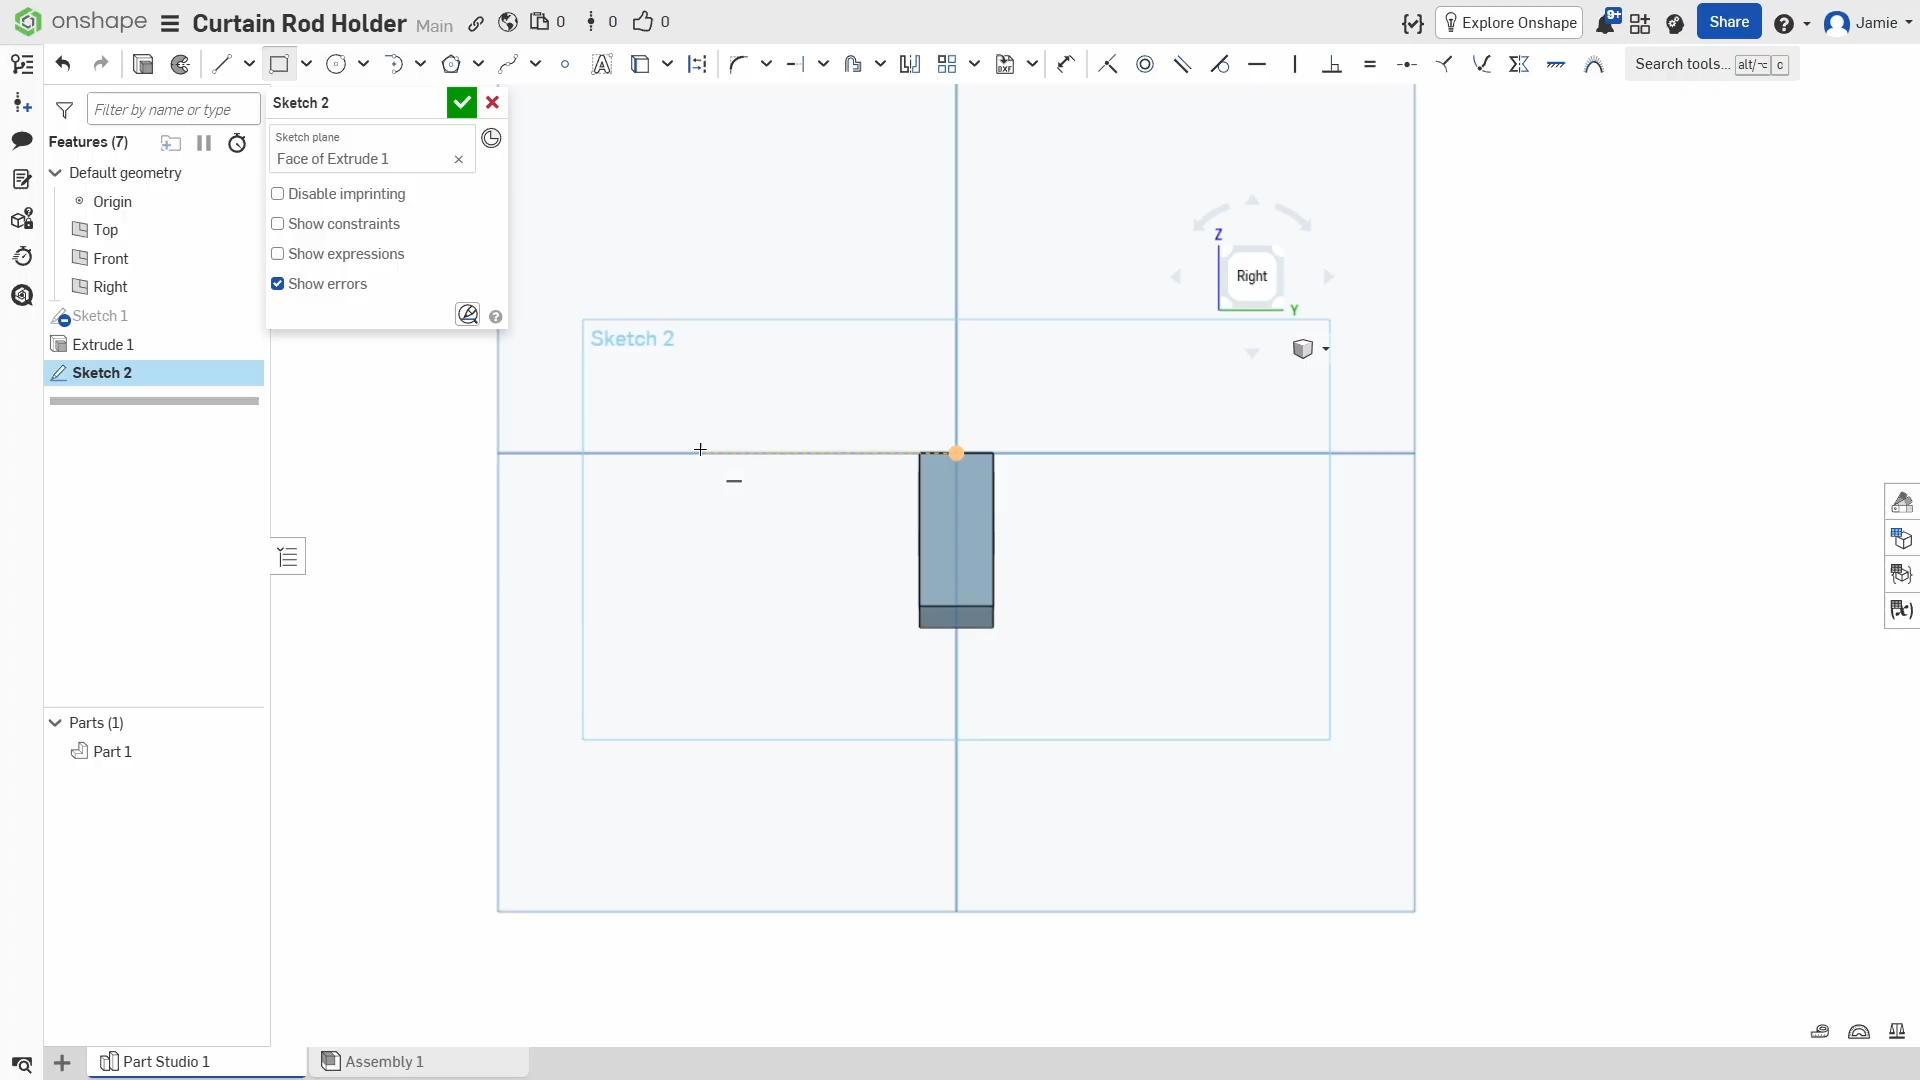 onshape
Curtain Rod Holder
Main
0
0
0
Explore Onshape
9+
Share
Jamie
Search tools... alt/⌥ c
Filter by name or type
Features (7)
Default geometry
Origin
Top
Front
Right
Sketch 1
Extrude 1
Sketch 2
Sketch 2
Sketch plane
Face of Extrude 1
Disable imprinting
Show constraints
Show expressions
Show errors
Sketch 2
Z
Right
Y
Parts (1)
Part 1
Part Studio 1
Assembly 1